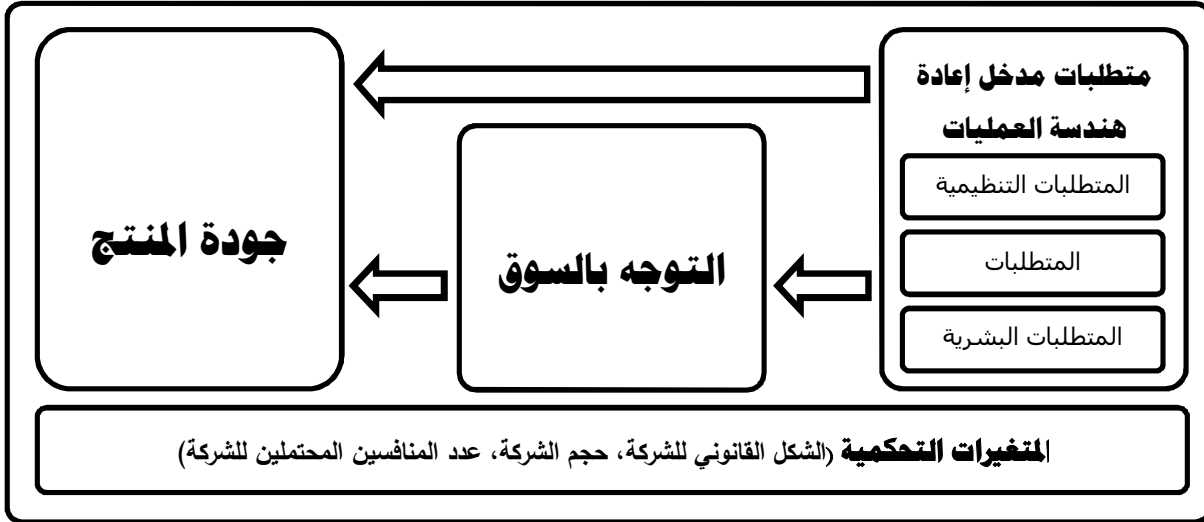 متطلبات مدخل إعادة
هندسة العمليات
المتطلبات التنظيمية
المتطلبات
المتطلبات البشرية
التوجه بالسوق
جودة المنتج
المتغيرات التحكمية (الشكل القانوني للشركة، حجم الشركة، عدد المنافسين المحتملين للشركة)